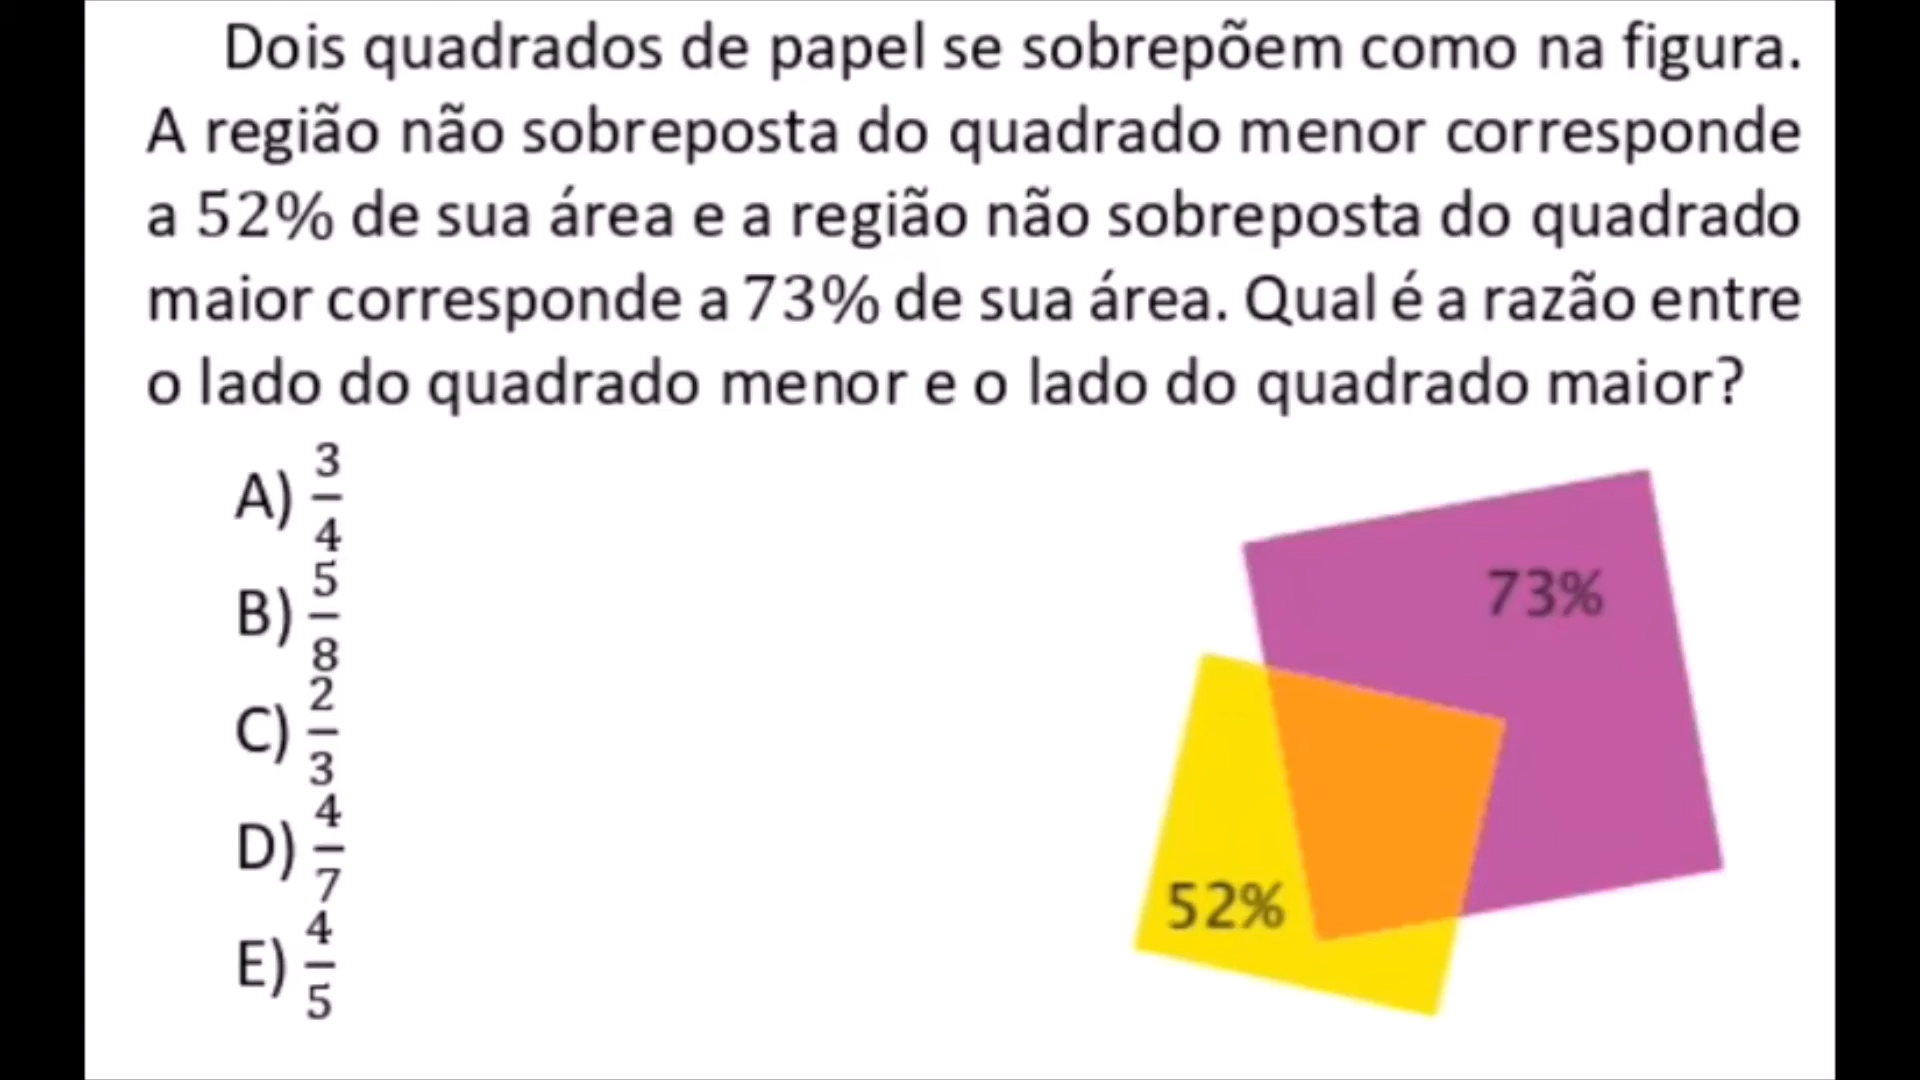 Dois quadrados de papel se sobrepõem como na figura.
A região não sobreposta do quadrado menor corresponde
a 52% de sua área e a região não sobreposta do quadrado
maior corresponde a 73% de sua área. Qual é a razão entre
o lado do quadrado menor e o lado do quadrado maior?
A) 3/4
B) 5/8
C) 2/3
D) 4/7
E) 4/5
73%
52%